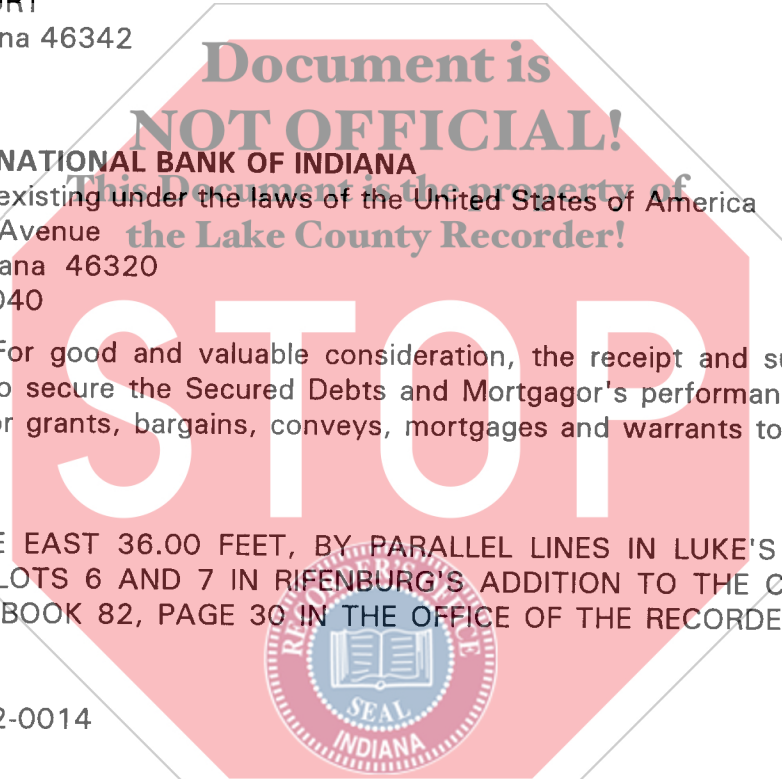 na 46342
Document is
NOT OFFICIAL!
NATIONAL BANK OF INDIANA
This Document is the property of
existing under the laws of the United States of America
Avenue
the Lake County Recorder!
ana 46320
040
STOP
For good and valuable consideration, the receipt and
o secure the Secured Debts and Mortgagor's performan
or grants, bargains, conveys, mortgages and warrants to
E EAST 36.00 FEET, BY PARALLEL LINES IN LUKE'S
LOTS 6 AND 7 IN RIFENBURG'S ADDITION TO THE C
BOOK 82, PAGE 30 IN THE OFFICE OF THE RECORDE
RECORDER'S OFFICE
SEAL
INDIANA
2-0014